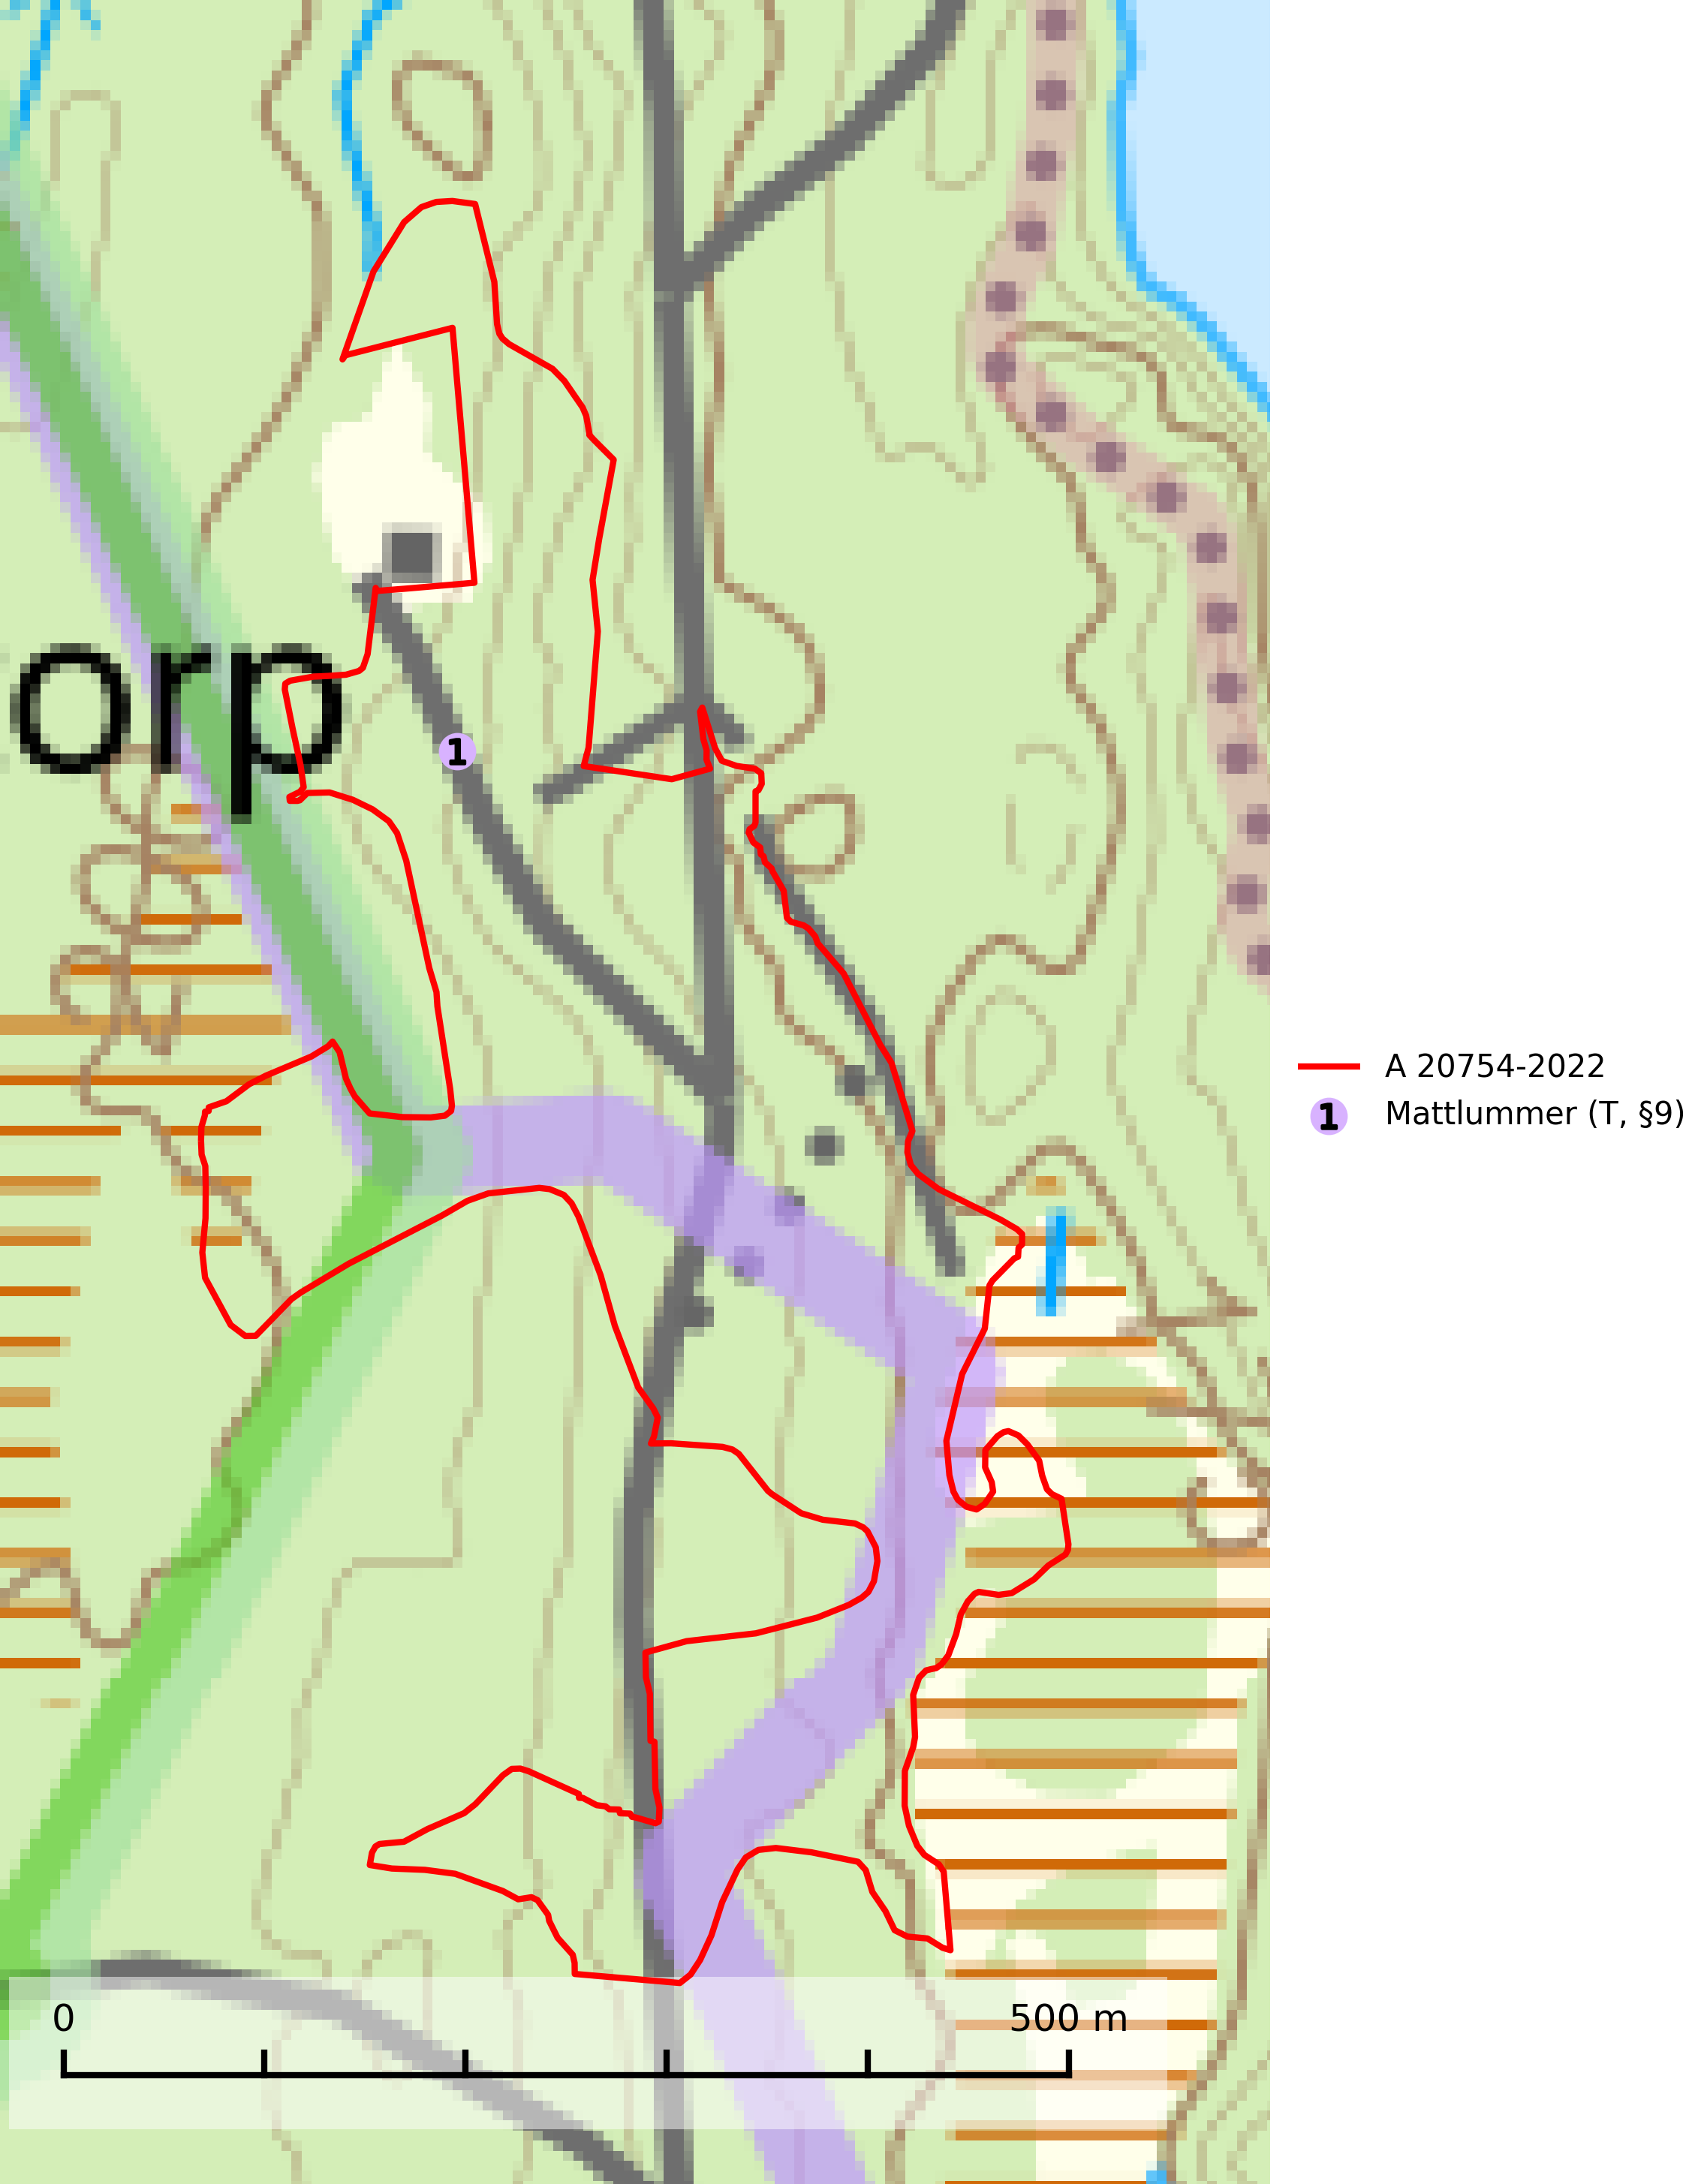 orp
1
0
500 m
A 20754-2022
1 Mattlummer (T, §9)